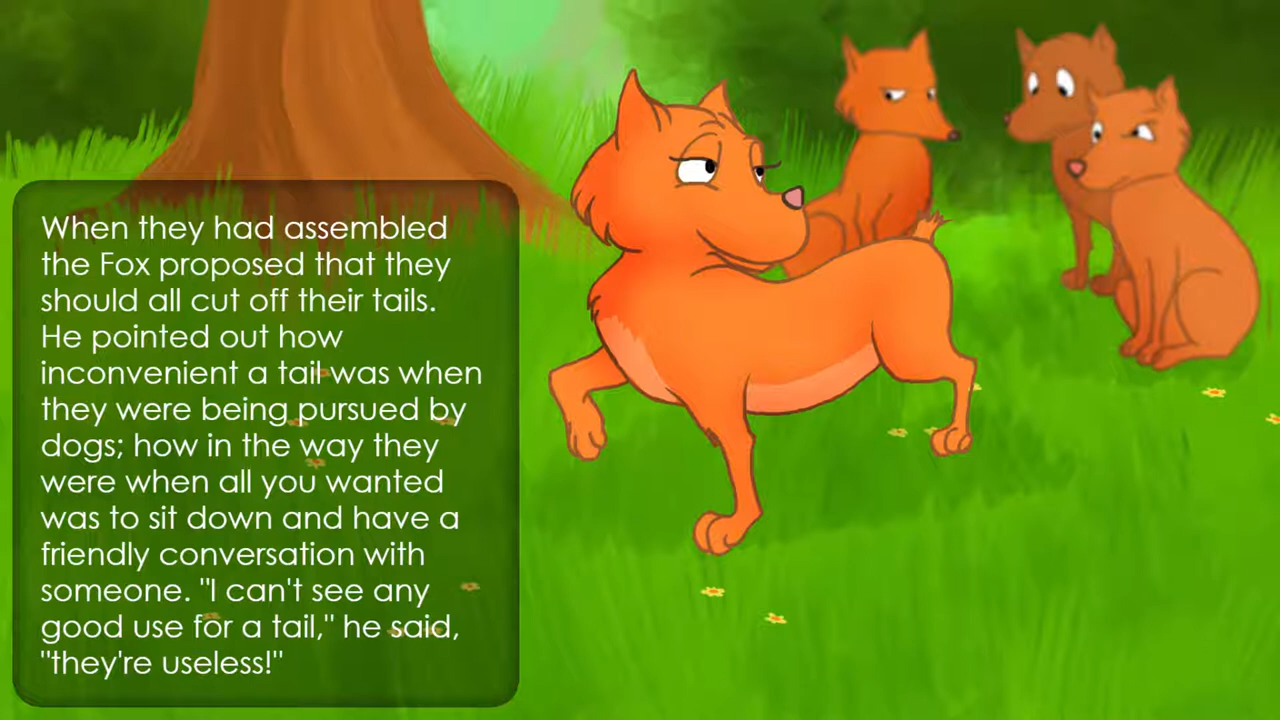 When they had assembled
the Fox proposed that they
should all cut off their tails.
He pointed out how
inconvenient a tail was when
they were being pursued by
dogs; how in the way they
were when all you wanted
was to sit down and have a
friendly conversation with
someone. "I can't see any
good use for a tail," he said,
"they're useless!"